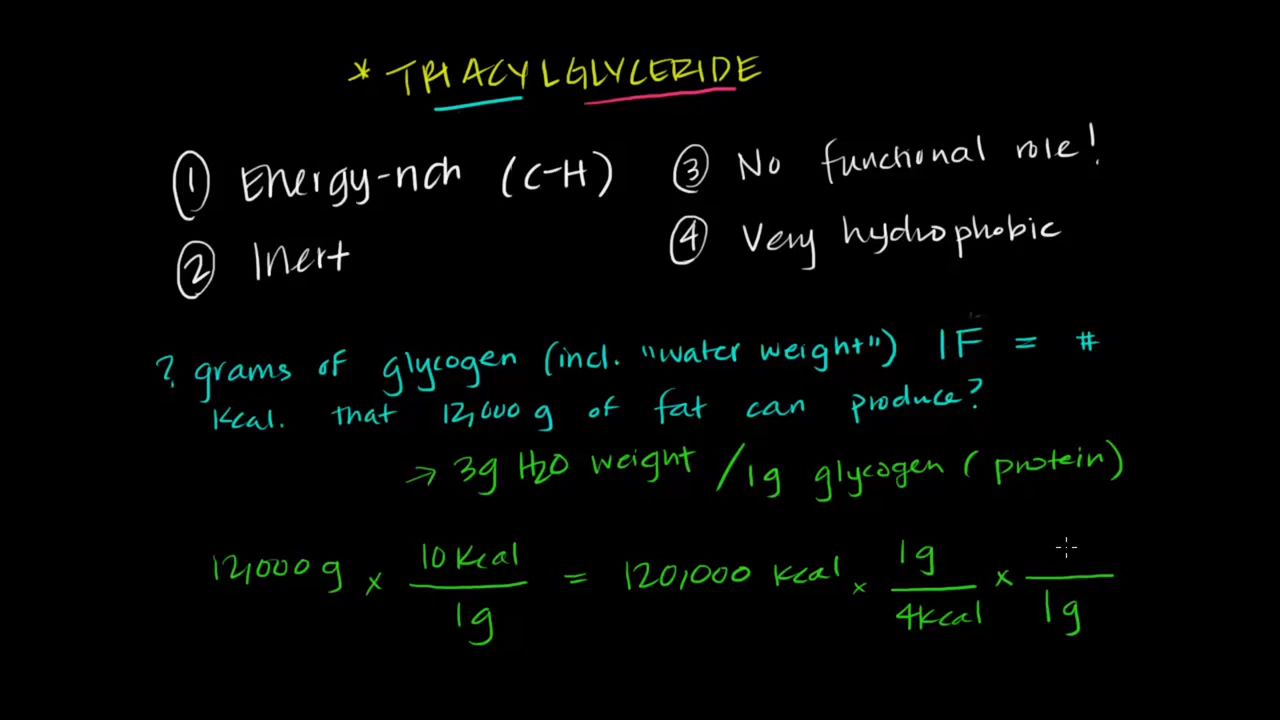 * TRIACYLGLYCERIDE
① Energy-rich (C-H)
② Inert
③ No functional role!
④ Very hydrophobic
? grams of glycogen (incl. "water weight") IF = #
Kcal. that 12,000 g of fat can produce?
→ 3g H2O weight / 1g glycogen (protein)
12,000 g x 10 Kcal / 1g = 120,000 kcal x 1g / 4kcal x / 1g